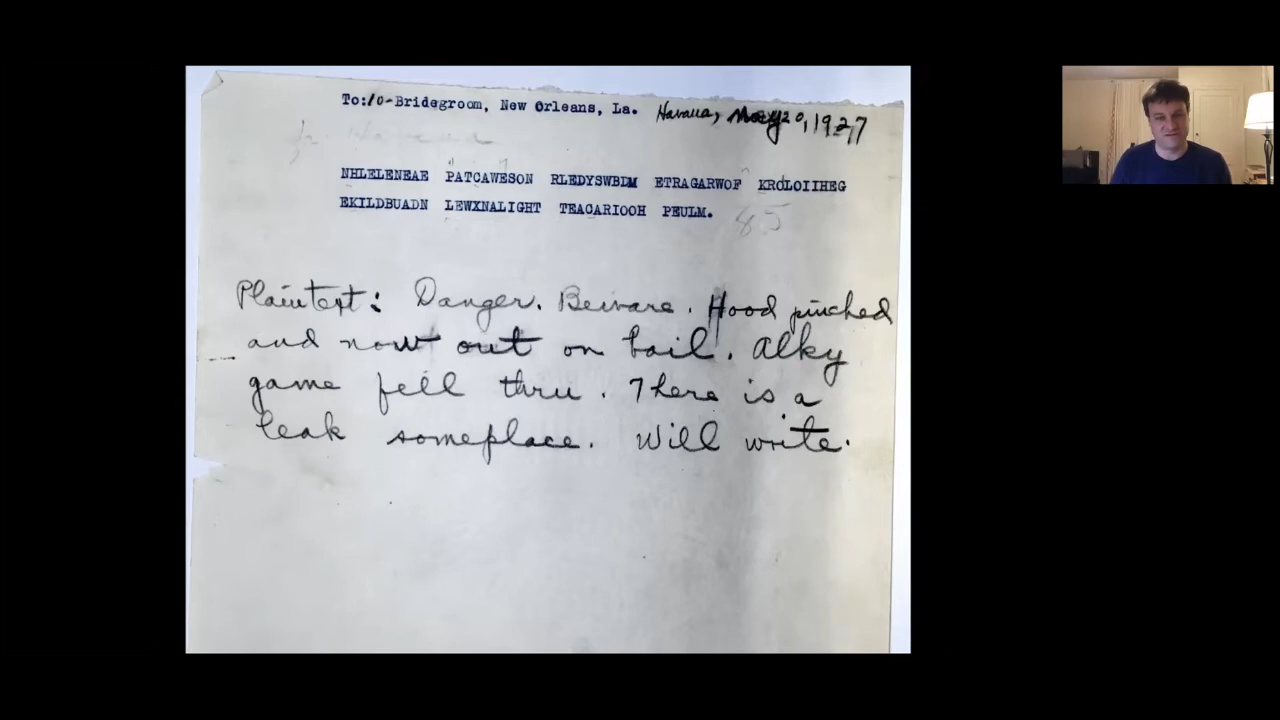 To:10-Bridegroom, New Orleans, La. Havana, May 20, 1927
NHLELENEAE PATCAWESON RLEDYSWBDM ETRAGARWOF KROLOIIHEG
EKILDBUADN LEWXNALIGHT TEACARIOOH PEULM.
85
Plaintext: Danger. Beware. Hood pinched
and now out on bail. Alky
game fell thru. There is a
leak someplace. Will write.